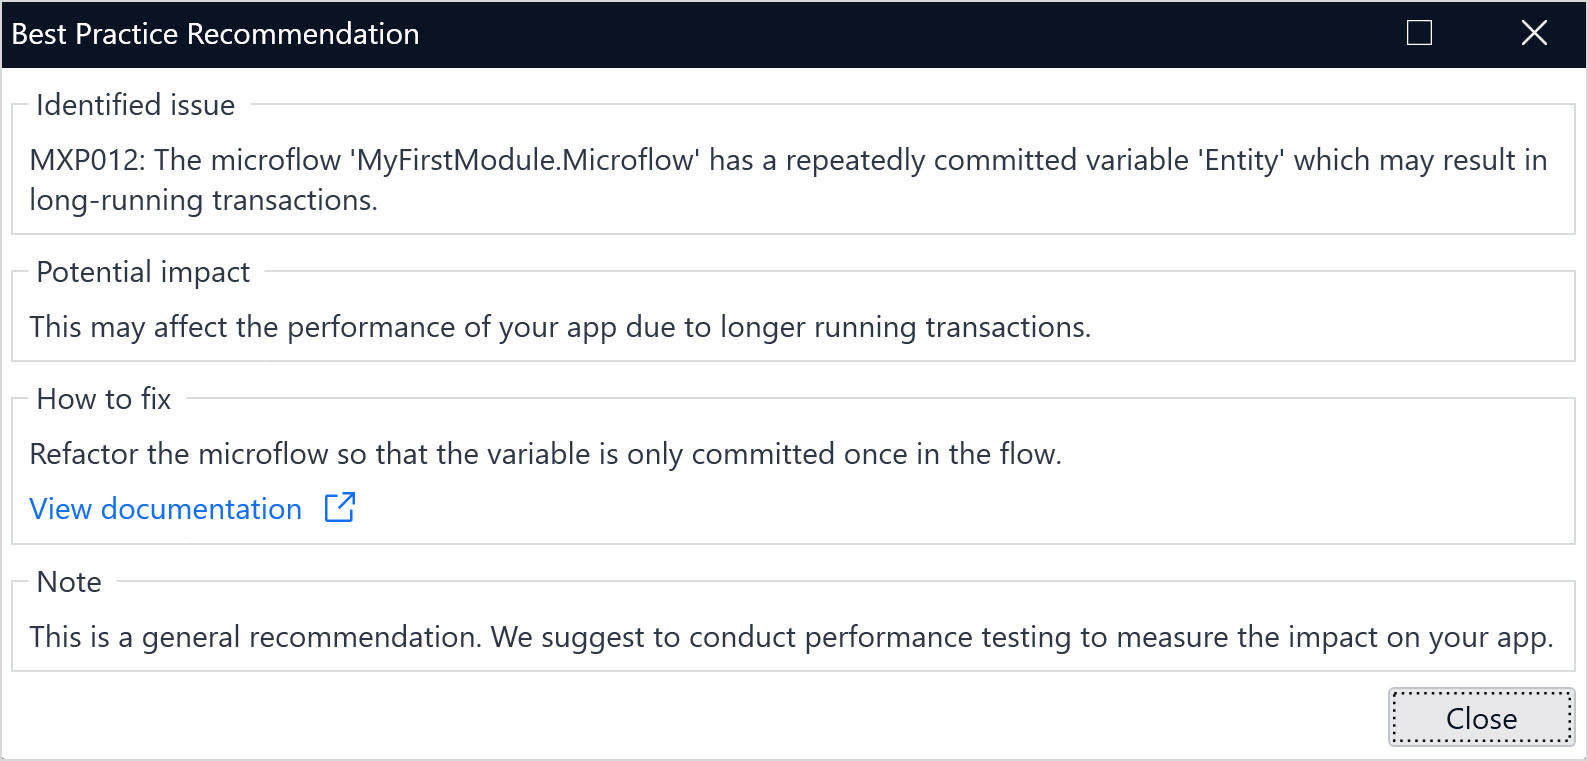 Best Practice Recommendation
Identified issue
MXP012: The microflow 'MyFirstModule.Microflow' has a repeatedly committed variable 'Entity' which may result in
long-running transactions.
Potential impact
This may affect the performance of your app due to longer running transactions.
How to fix
Refactor the microflow so that the variable is only committed once in the flow.
View documentation
Note
This is a general recommendation. We suggest to conduct performance testing to measure the impact on your app.
Close